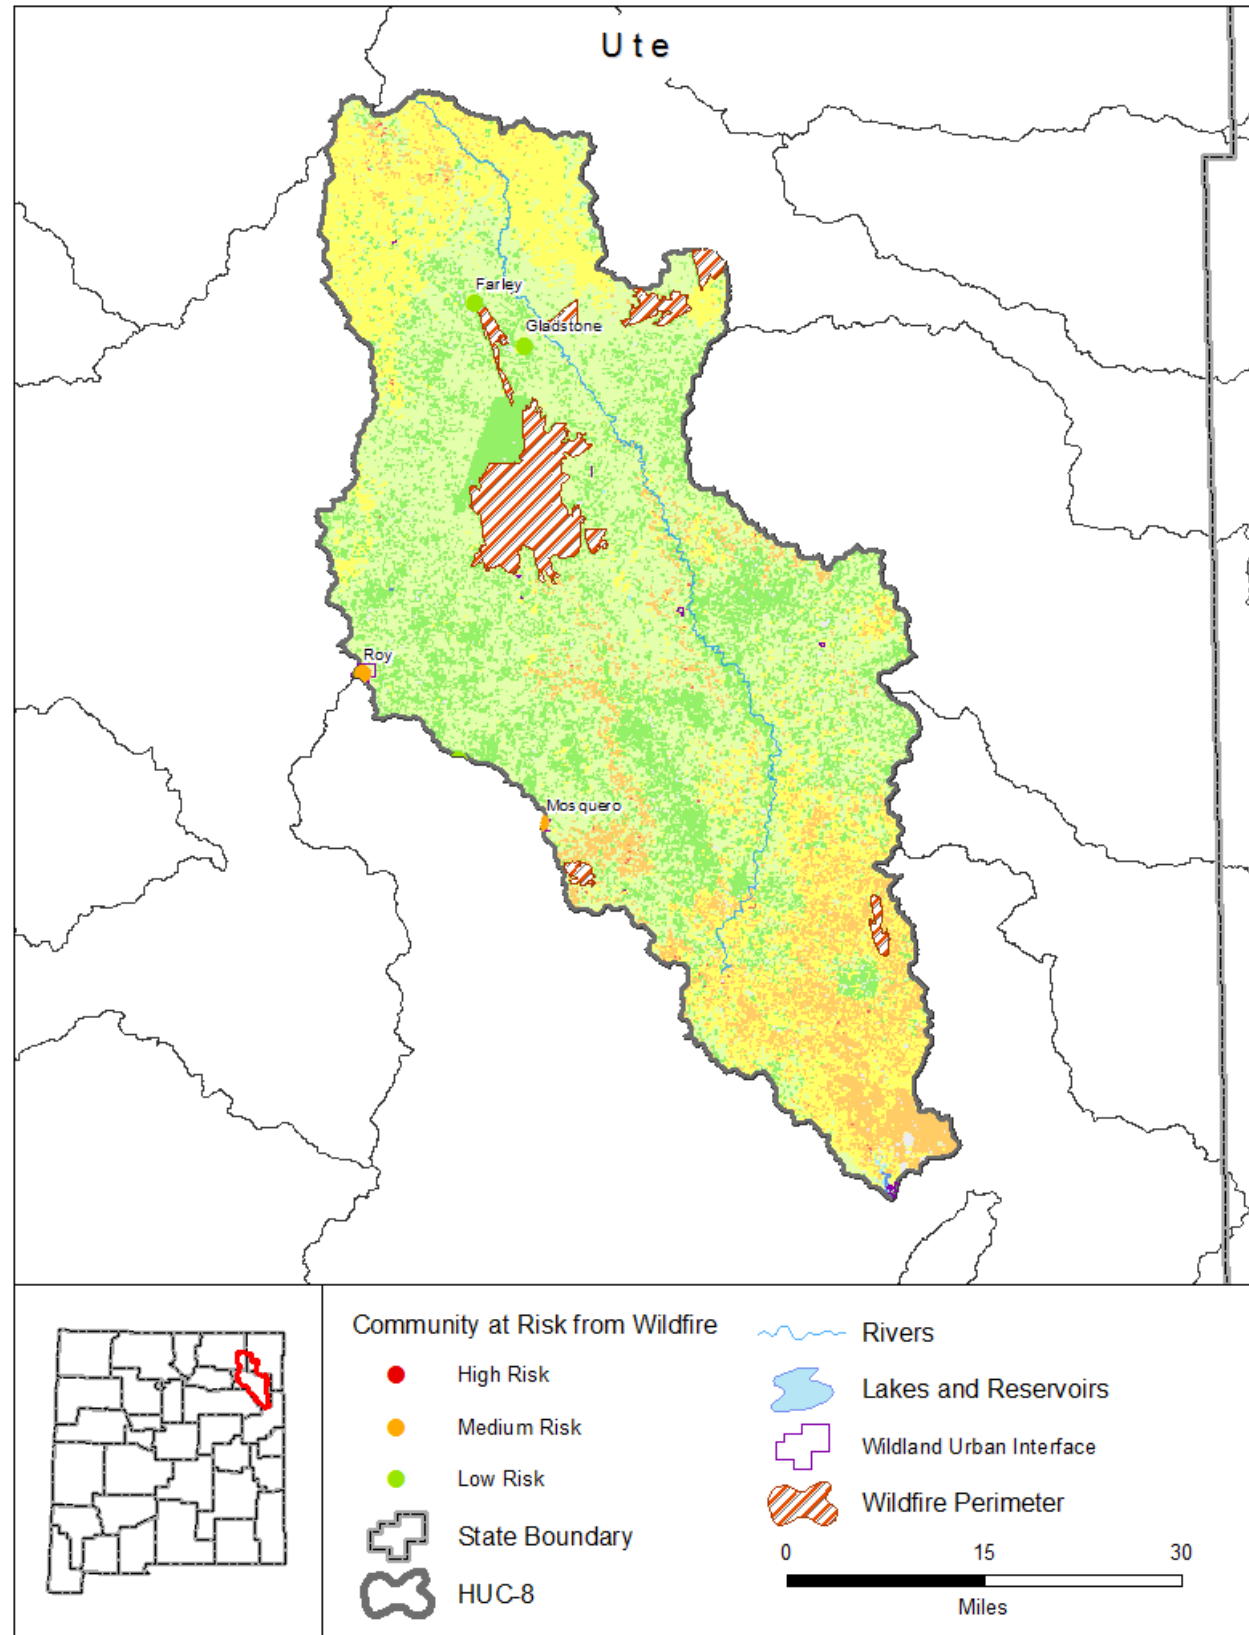 Ute
Farley
Gladstone
Roy
Mosquero
Community at Risk from Wildfire
High Risk
Medium Risk
Low Risk
State Boundary
HUC-8
Rivers
Lakes and Reservoirs
Wildland Urban Interface
Wildfire Perimeter
0 15 30
Miles